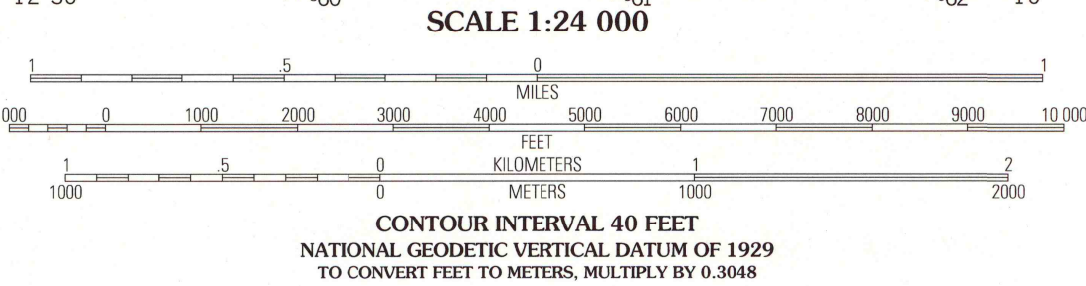 SCALE 1:24 000
1 .5 0 1
MILES
000 0 1000 2000 3000 4000 5000 6000 7000 8000 9000 10 000
FEET
1 .5 0 KILOMETERS 1 2
1000 0 METERS 1000 2000
CONTOUR INTERVAL 40 FEET
NATIONAL GEODETIC VERTICAL DATUM OF 1929
TO CONVERT FEET TO METERS, MULTIPLY BY 0.3048